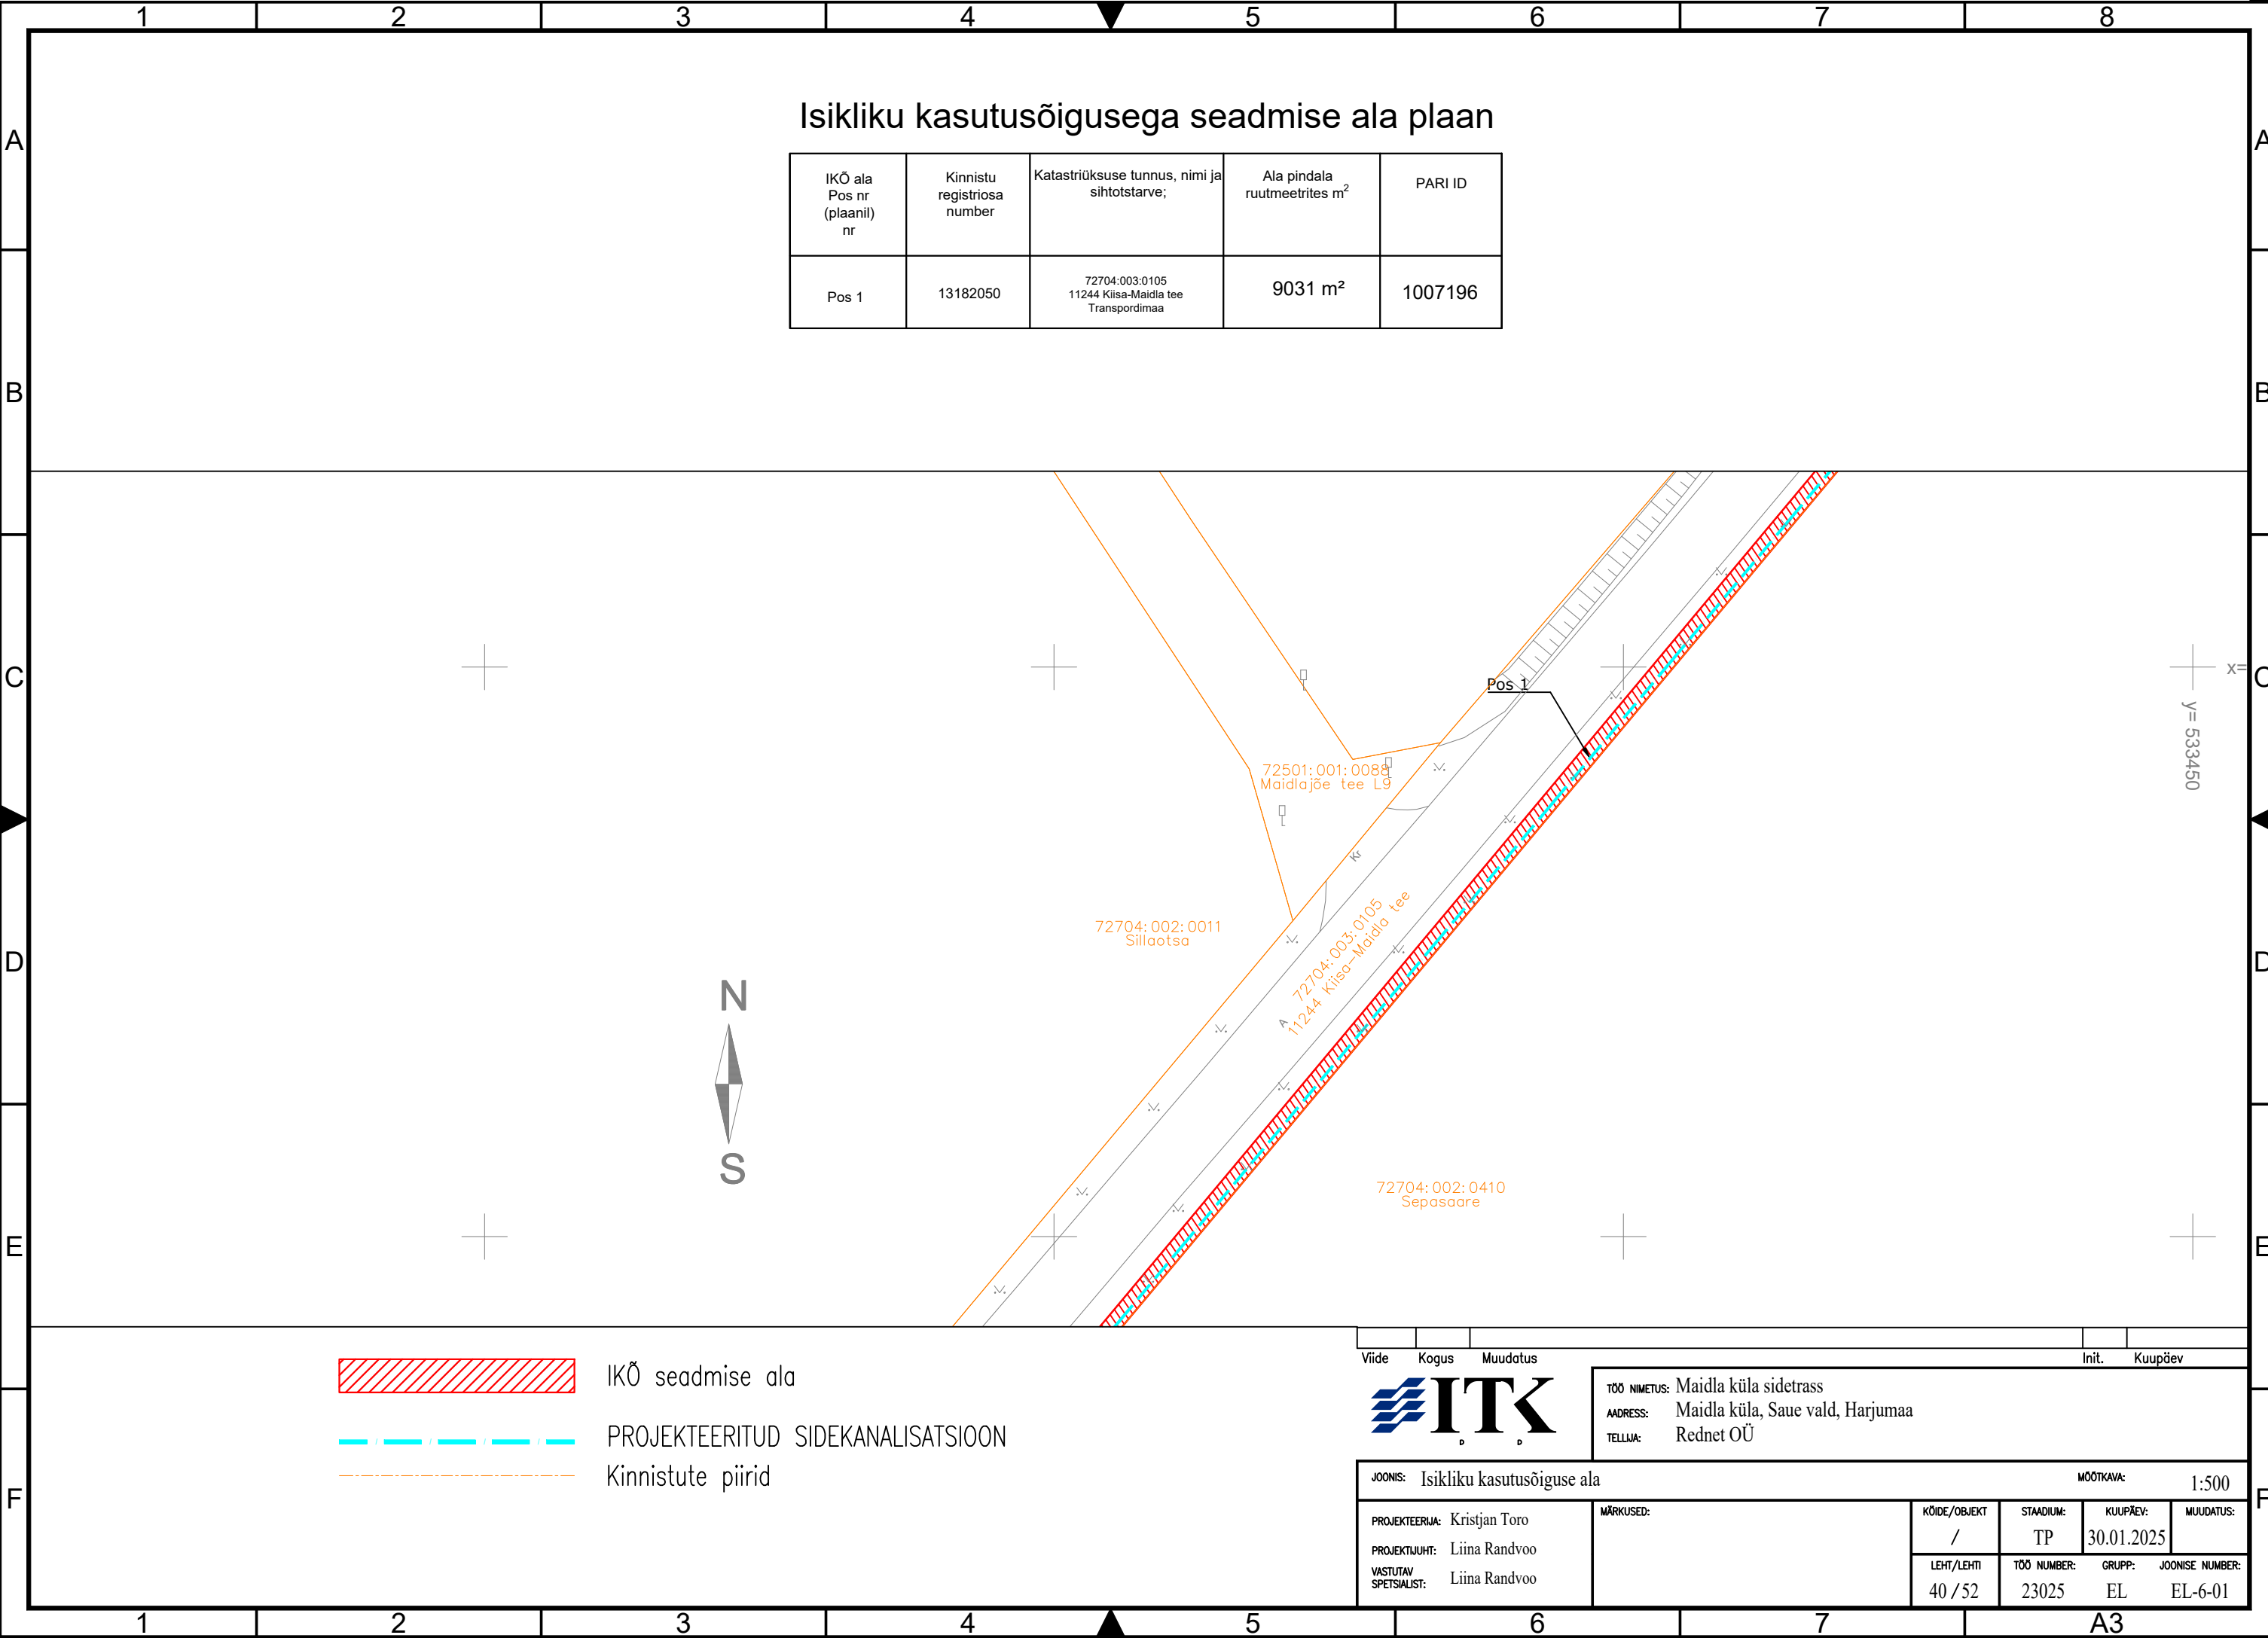 1 2 3 4 5 6 7 8
A A
B B
C C
D D
E E
F F
Isikliku kasutusõigusega seadmise ala plaan
IKÕ ala
Pos nr
(plaanil)
nr
Kinnistu
registriosa
number
Katastriüksuse tunnus, nimi ja
sihtotstarve;
Ala pindala
ruutmeetrites m²
PARI ID
Pos 1
13182050
72704:003:0105
11244 Kiisa-Maidla tee
Transpordimaa
9031 m²
1007196
Pos 1
x=
y= 533450
72501:001:0088
Maidlajõe tee L9
Kr
72704:002:0011
Sillaotsa
72704:003:0105
11244 Kiisa-Maidla tee
A
N
S
72704:002:0410
Sepasaare
IKÕ seadmise ala
PROJEKTEERITUD SIDEKANALISATSIOON
Kinnistute piirid
Viide Kogus Muudatus Init. Kuupäev
ITK
D D
TÖÖ NIMETUS: Maidla küla sidetrass
AADRESS: Maidla küla, Saue vald, Harjumaa
TELLIJA: Rednet OÜ
JOONIS: Isikliku kasutusõiguse ala
MÕÕTKAVA: 1:500
PROJEKTEERIJA: Kristjan Toro
PROJEKTIJUHT: Liina Randvoo
VASTUTAV
SPETSIALIST: Liina Randvoo
MÄRKUSED:
KÖIDE/OBJEKT STAADIUM: KUUPÄEV: MUUDATUS:
/ TP 30.01.2025
LEHT/LEHTI TÖÖ NUMBER: GRUPP: JOONISE NUMBER:
40 / 52 23025 EL EL-6-01
1 2 3 4 5 6 7 A3